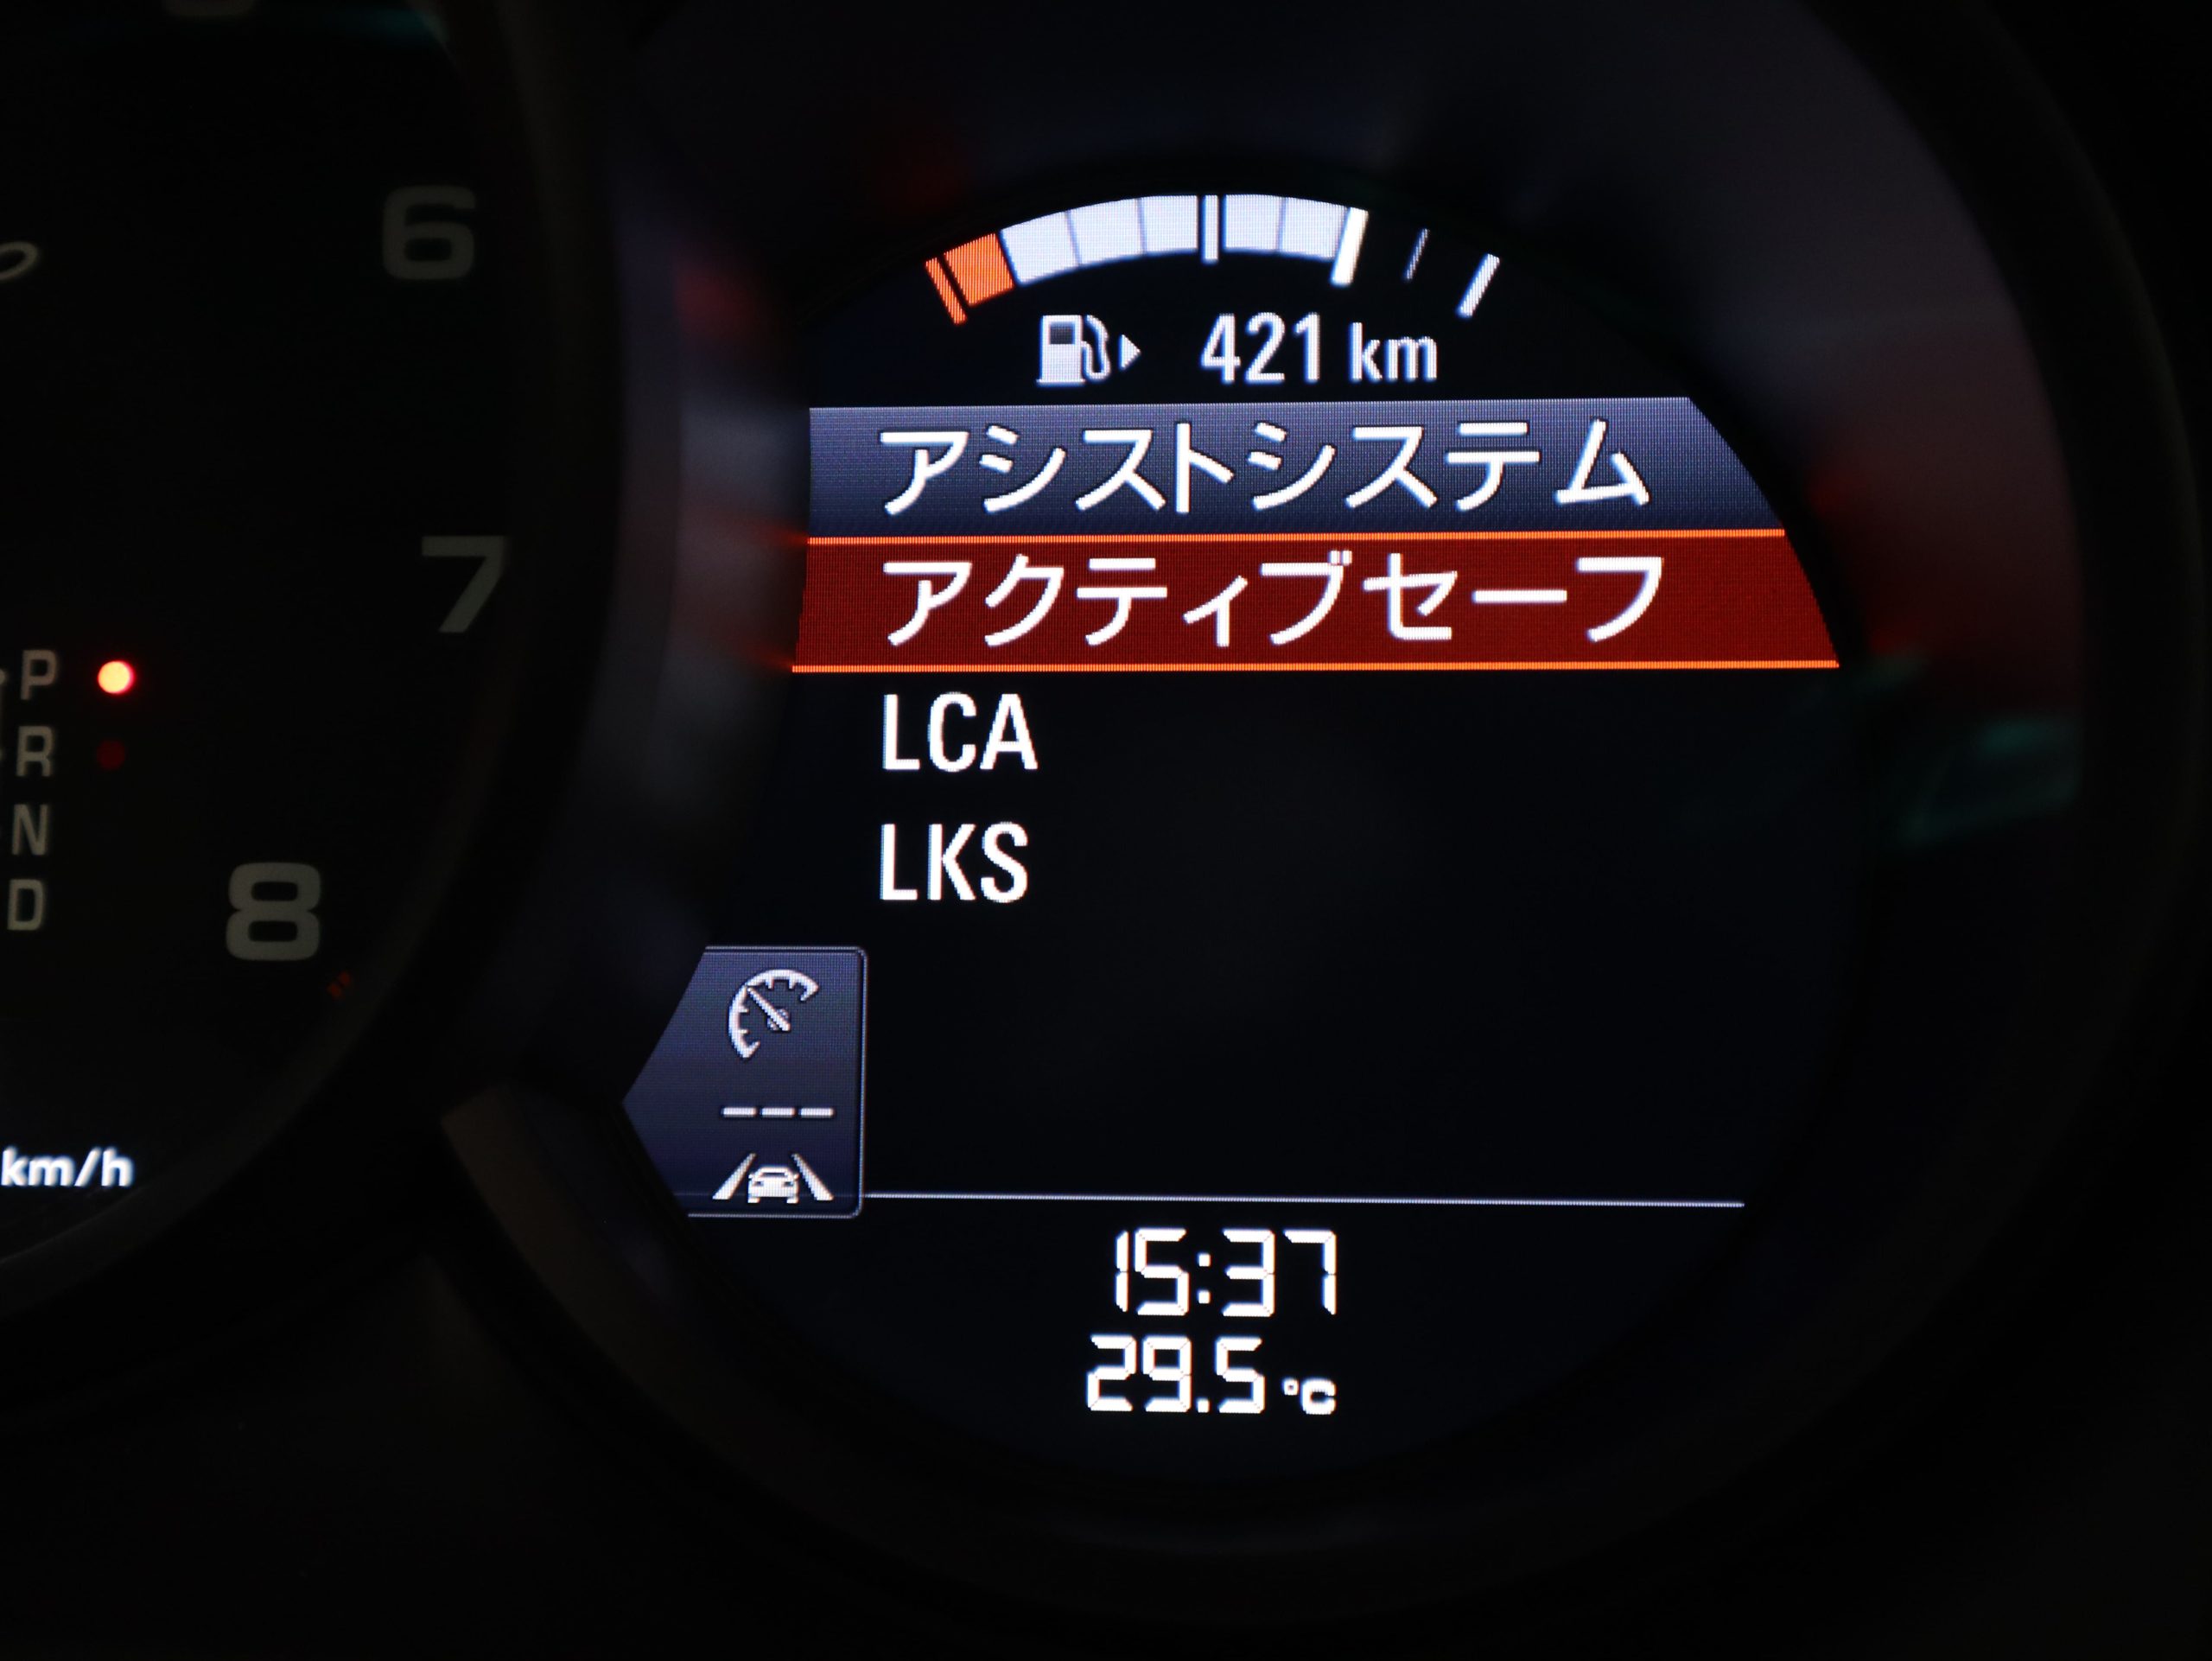 6
7
8
P
R
N
D
km/h
421 km
アシストシステム
アクティブセーフ
LCA
LKS
15:37
29.5 °C